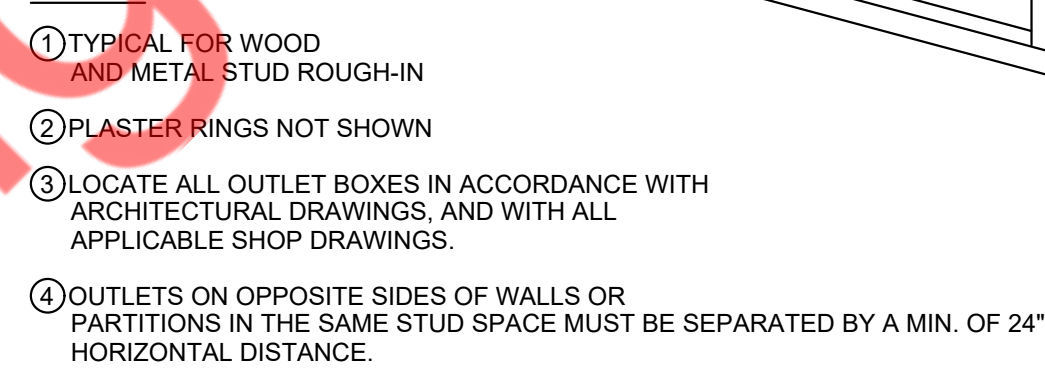 1 TYPICAL FOR WOOD
AND METAL STUD ROUGH-IN
2 PLASTER RINGS NOT SHOWN
3 LOCATE ALL OUTLET BOXES IN ACCORDANCE WITH
ARCHITECTURAL DRAWINGS, AND WITH ALL
APPLICABLE SHOP DRAWINGS.
4 OUTLETS ON OPPOSITE SIDES OF WALLS OR
PARTITIONS IN THE SAME STUD SPACE MUST BE SEPARATED BY A MIN. OF 24"
HORIZONTAL DISTANCE.